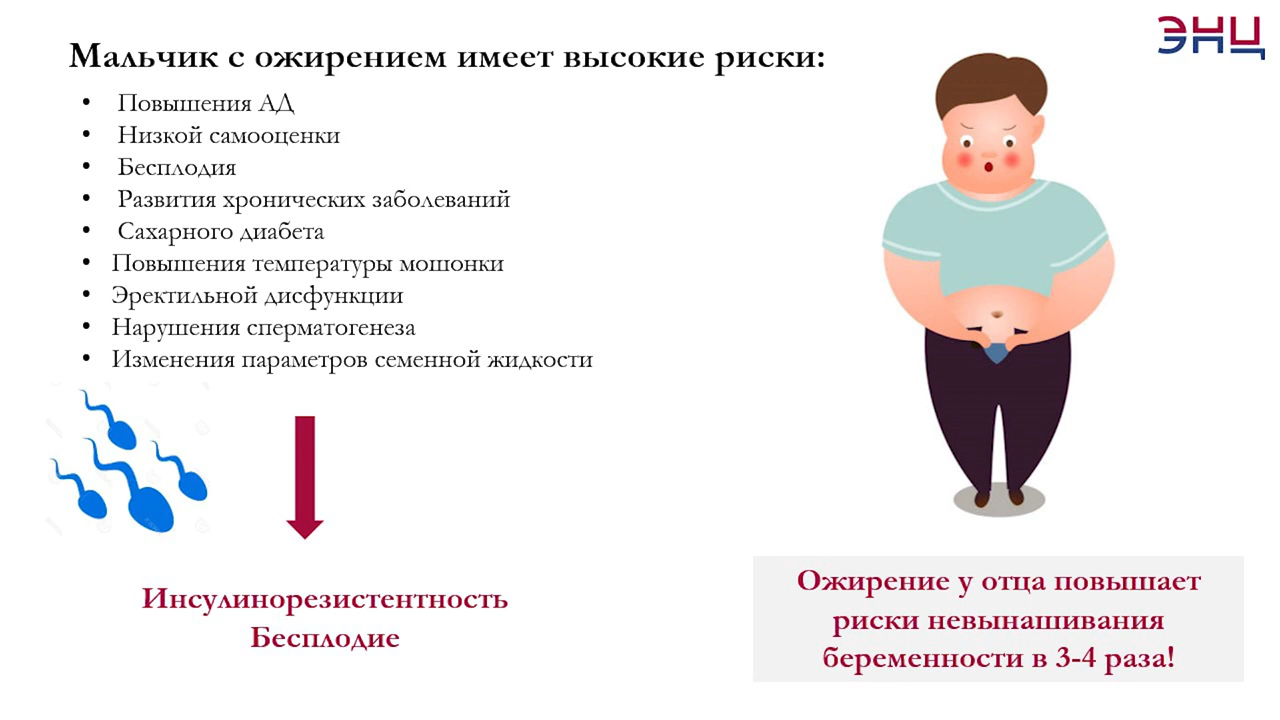 ЭНЦ
Мальчик с ожирением имеет высокие риски:
• Повышения АД
• Низкой самооценки
• Бесплодия
• Развития хронических заболеваний
• Сахарного диабета
• Повышения температуры мошонки
• Эректильной дисфункции
• Нарушения сперматогенеза
• Изменения параметров семенной жидкости
Инсулинорезистентность
Бесплодие
Ожирение у отца повышает
риски невынашивания
беременности в 3-4 раза!